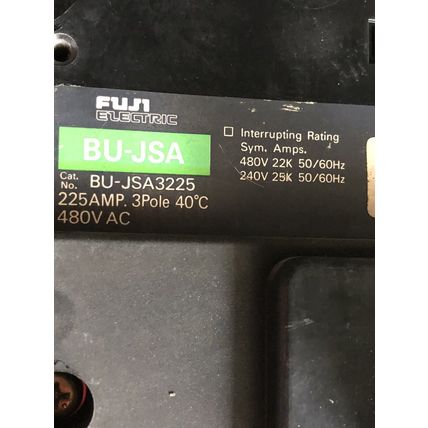 FUJI
ELECTRIC
BU-JSA
Cat. No. BU-JSA3225
225AMP. 3Pole 40°C
480V AC
□ Interrupting Rating
Sym. Amps.
480V 22K 50/60Hz
240V 25K 50/60Hz